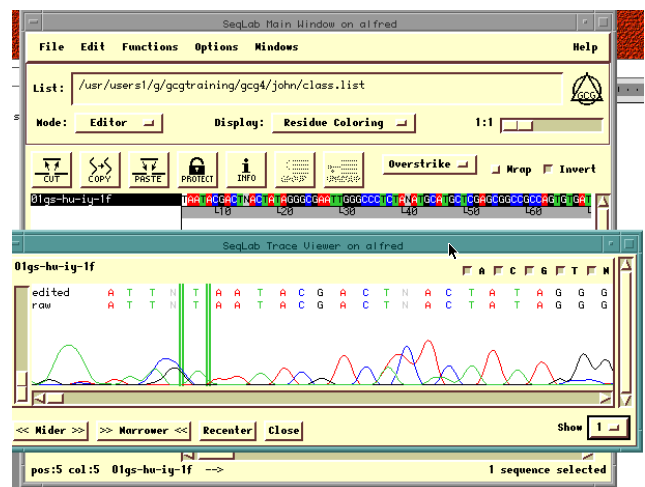 SeqLab Main Window on alfred
File Edit Functions Options Windows Help
List: /usr/users1/g/gcgtraining/gcg4/john/class.list
GCG
Mode: Editor Display: Residue Coloring 1:1
CUT COPY PASTE PROTECT INFO Overstrike Wrap Invert
01gs-hu-iy-1f TAATACGACTNACTATAGGGCGAATTGGGCCCTCTANATGCATGCTCGAGCGGCCGCCAGTGTGAT
10 20 30 40 50 60
SeqLab Trace Viewer on alfred
01gs-hu-iy-1f A C G T N
edited A T T N T A A T A C G A C T N A C T A T A G G G
raw A T T N T A A T A C G A C T N A C T A T A G G G
<< Wider >> >> Narrower << Recenter Close Show 1
pos:5 col:5 01gs-hu-iy-1f --> 1 sequence selected